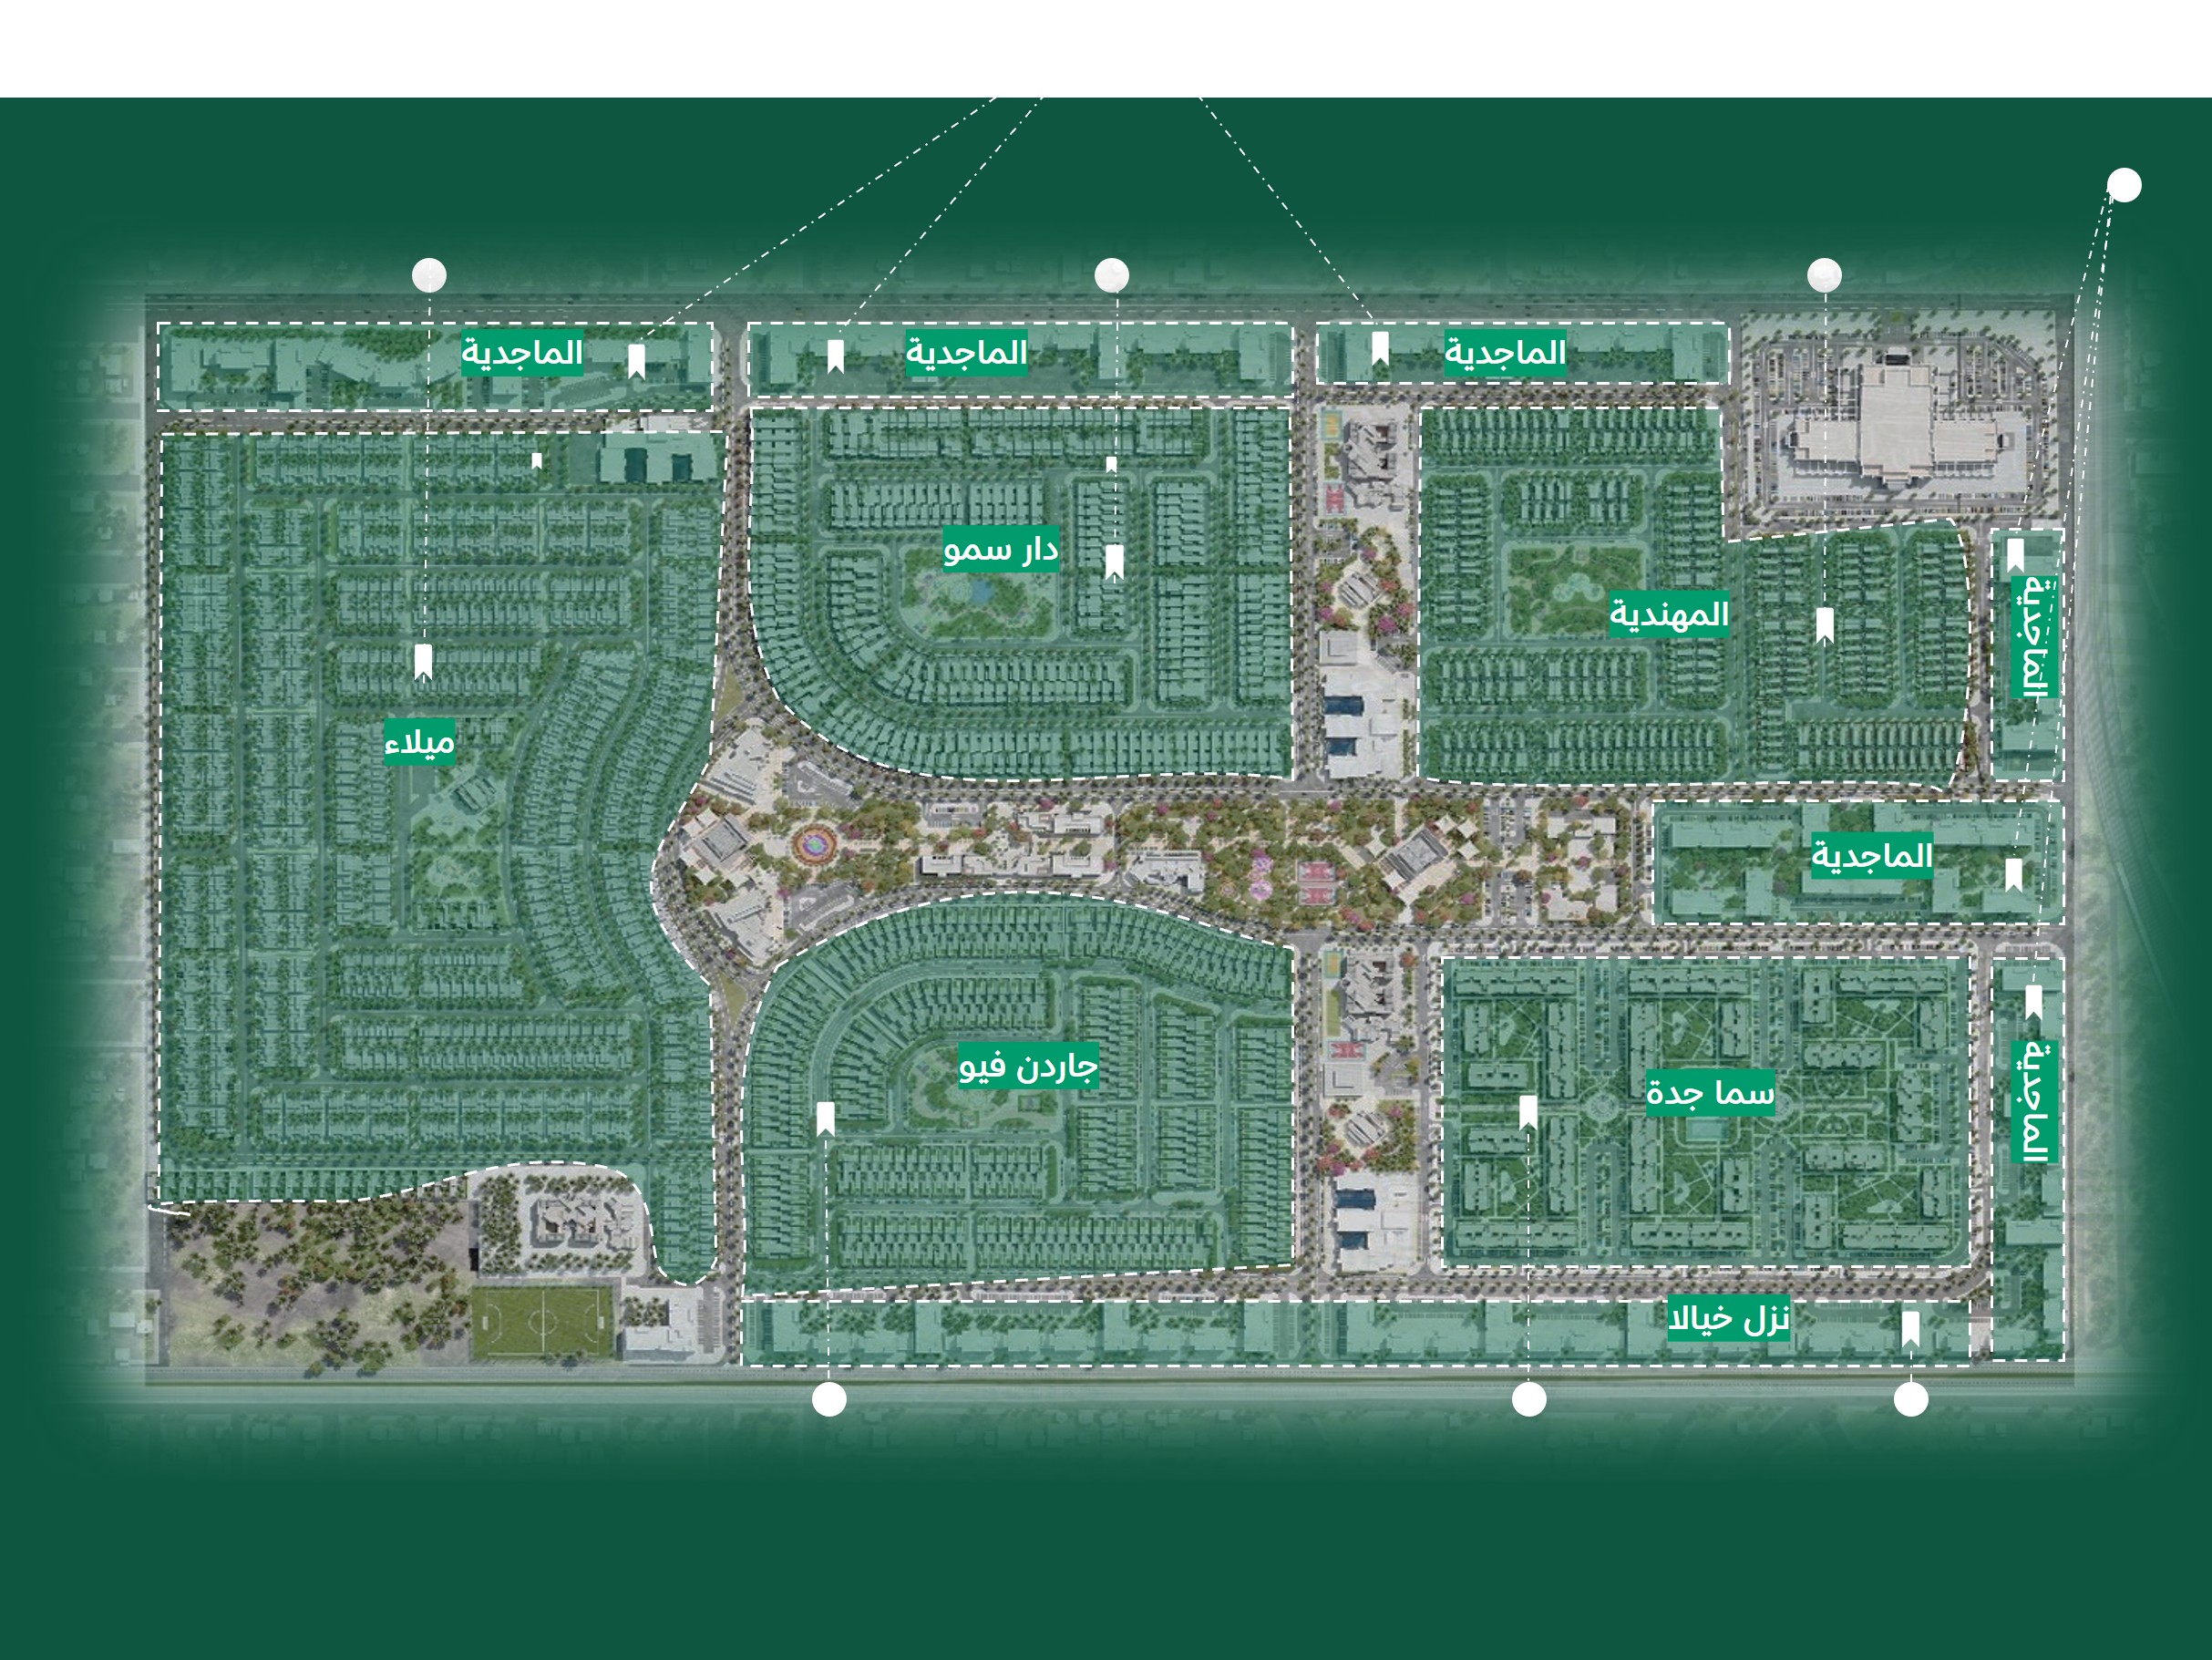 الماجدية
الماجدية
الماجدية
دار سمو
المهندية
الماجدية
ميلاء
الماجدية
جاردن فيو
سما جدة
الماجدية
نزل خيالا